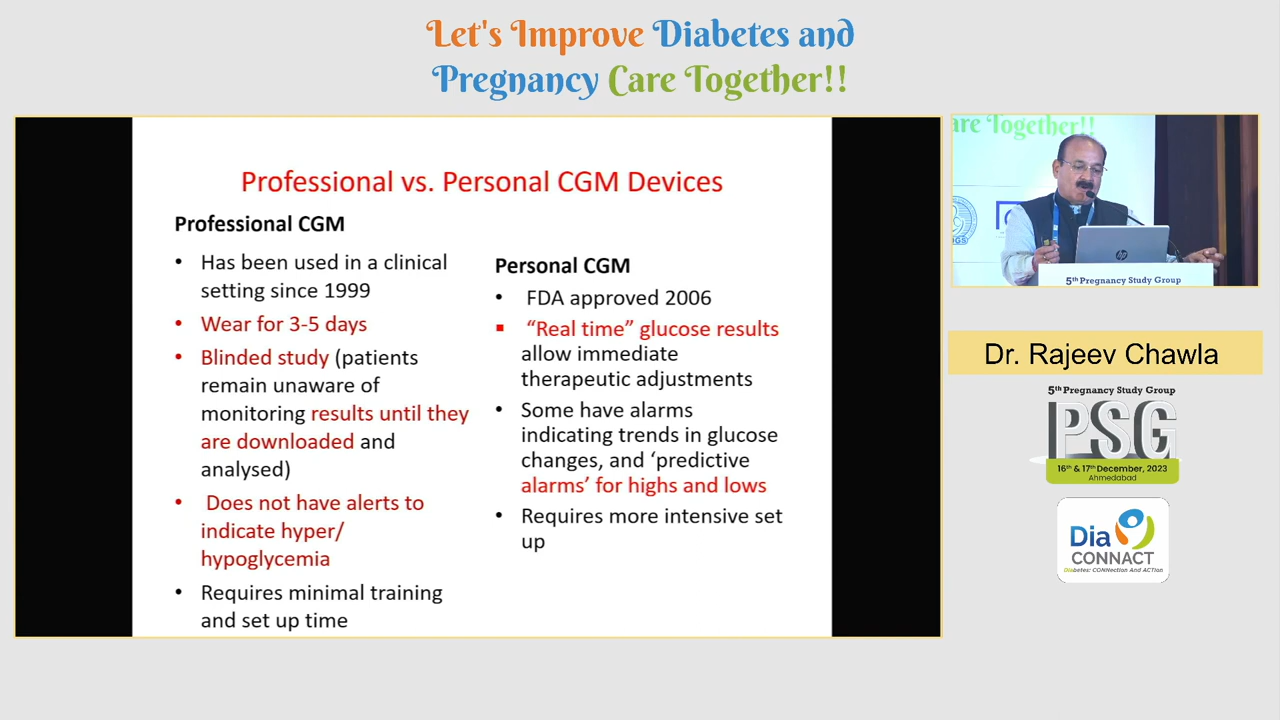 Let's Improve Diabetes and
Pregnancy Care Together!!
Professional vs. Personal CGM Devices
Professional CGM
• Has been used in a clinical
setting since 1999
• Wear for 3-5 days
• Blinded study (patients
remain unaware of
monitoring results until they
are downloaded and
analysed)
• Does not have alerts to
indicate hyper/
hypoglycemia
• Requires minimal training
and set up time
Personal CGM
• FDA approved 2006
▪ “Real time” glucose results
allow immediate
therapeutic adjustments
• Some have alarms
indicating trends in glucose
changes, and ‘predictive
alarms’ for highs and lows
• Requires more intensive set
up
are Together!!
hp
5th Pregnancy Study Group
Dr. Rajeev Chawla
5th Pregnancy Study Group
PSG
16th & 17th December, 2023
Ahmedabad
Dia
CONNACT
Diabetes: CONNection And ACTion